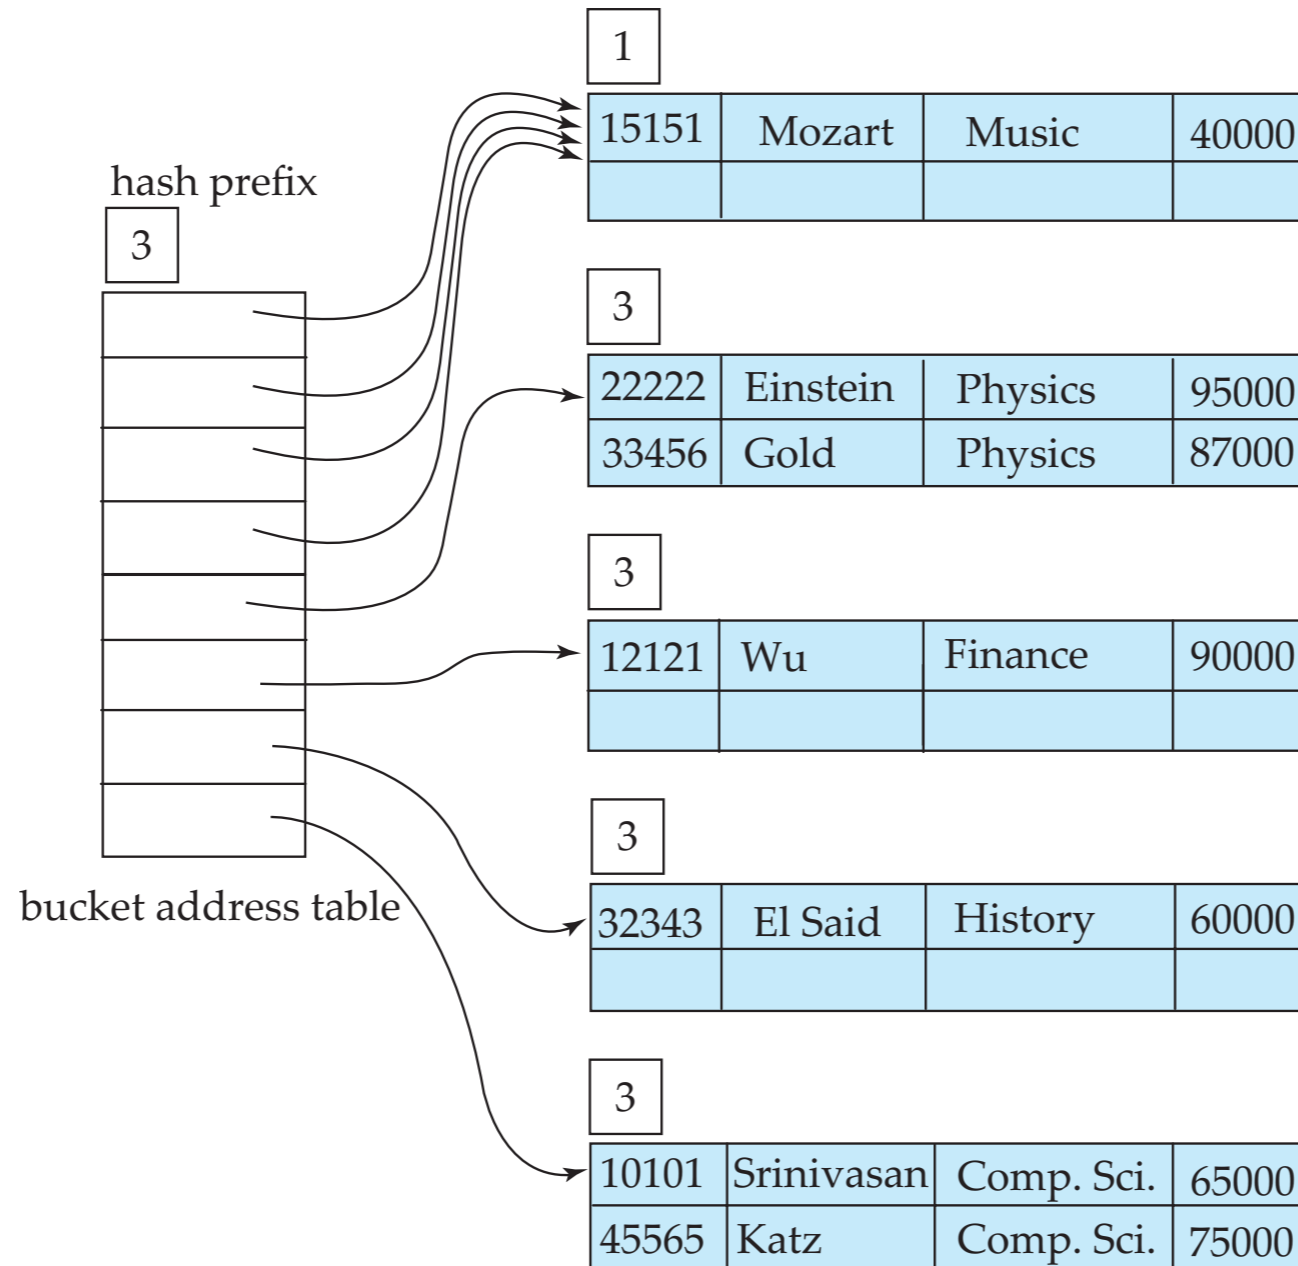 1
15151 Mozart Music 40000
hash prefix
3
3
22222 Einstein Physics 95000
33456 Gold Physics 87000
3
12121 Wu Finance 90000
3
bucket address table
32343 El Said History 60000
3
10101 Srinivasan Comp. Sci. 65000
45565 Katz Comp. Sci. 75000